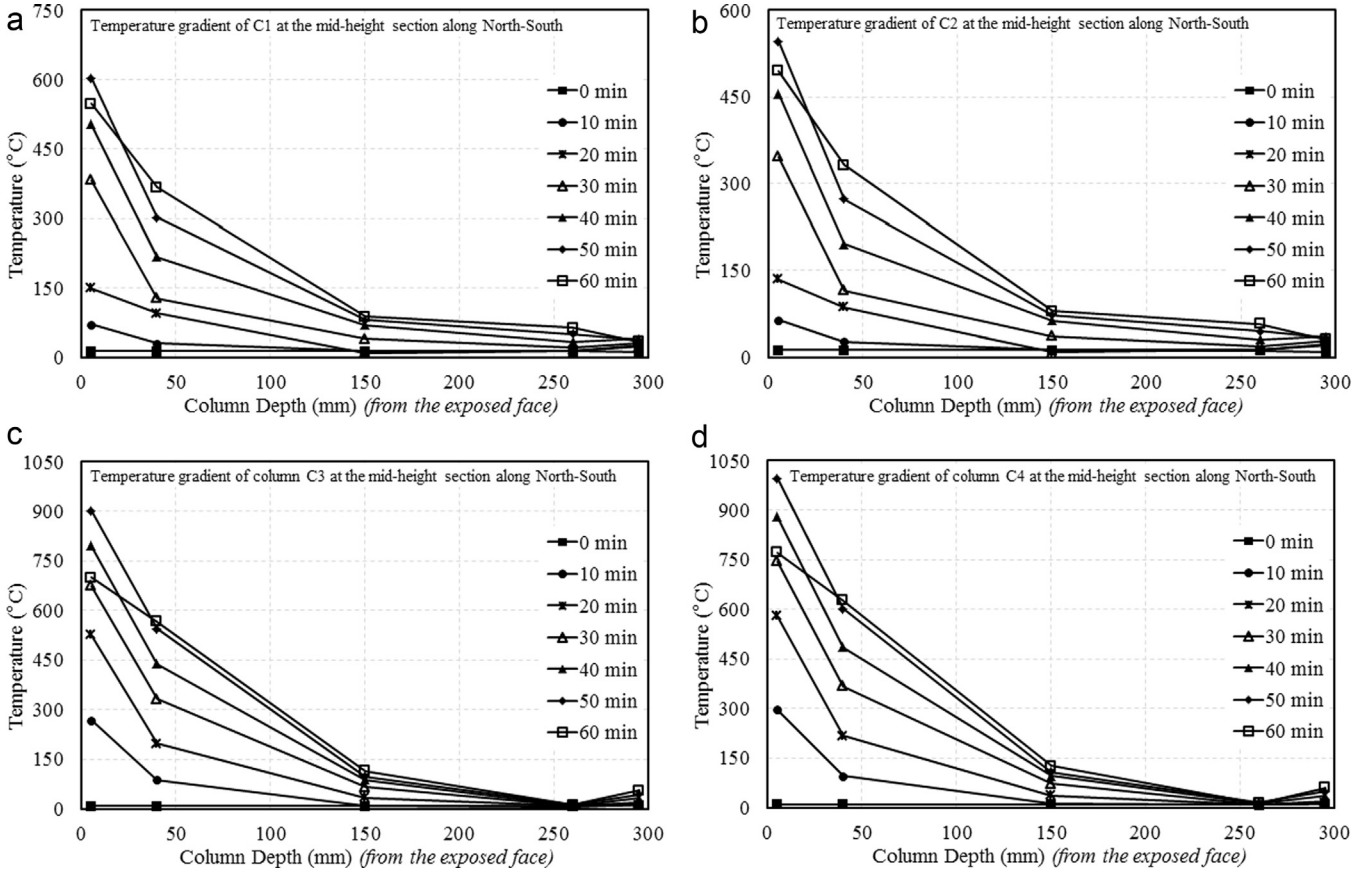 a
Temperature gradient of C1 at the mid-height section along North-South
750
600
450
300
150
0
Temperature (°C)
0 min
10 min
20 min
30 min
40 min
50 min
60 min
0 50 100 150 200 250 300
Column Depth (mm) (from the exposed face)
b
Temperature gradient of C2 at the mid-height section along North-South
600
450
300
150
0
Temperature (°C)
0 min
10 min
20 min
30 min
40 min
50 min
60 min
0 50 100 150 200 250 300
Column Depth (mm) (from the exposed face)
c
Temperature gradient of column C3 at the mid-height section along North-South
1050
900
750
600
450
300
150
0
Temperature (°C)
0 min
10 min
20 min
30 min
40 min
50 min
60 min
0 50 100 150 200 250 300
Column Depth (mm) (from the exposed face)
d
Temperature gradient of column C4 at the mid-height section along North-South
1050
900
750
600
450
300
150
0
Temperature (°C)
0 min
10 min
20 min
30 min
40 min
50 min
60 min
0 50 100 150 200 250 300
Column Depth (mm) (from the exposed face)